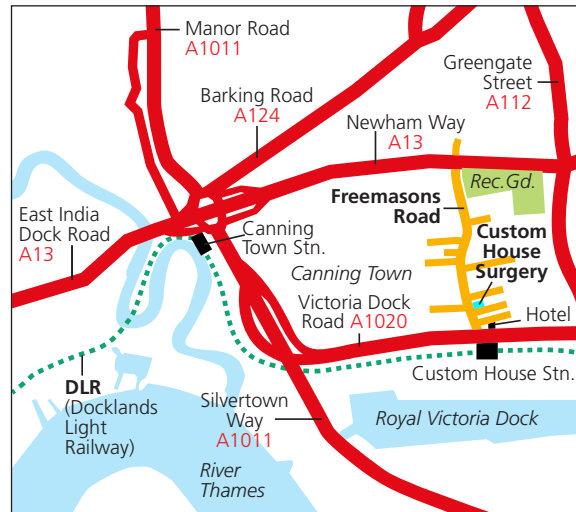 Manor Road
A1011
Greengate
Street
A112
Barking Road
A124
Newham Way
A13
Rec.Gd.
Freemasons
Road
East India
Dock Road
A13
Canning
Town Stn.
Custom
House
Surgery
Canning Town
Victoria Dock
Road A1020
Hotel
Custom House Stn.
DLR
(Docklands
Light
Railway)
Silvertown
Way
A1011
Royal Victoria Dock
River
Thames